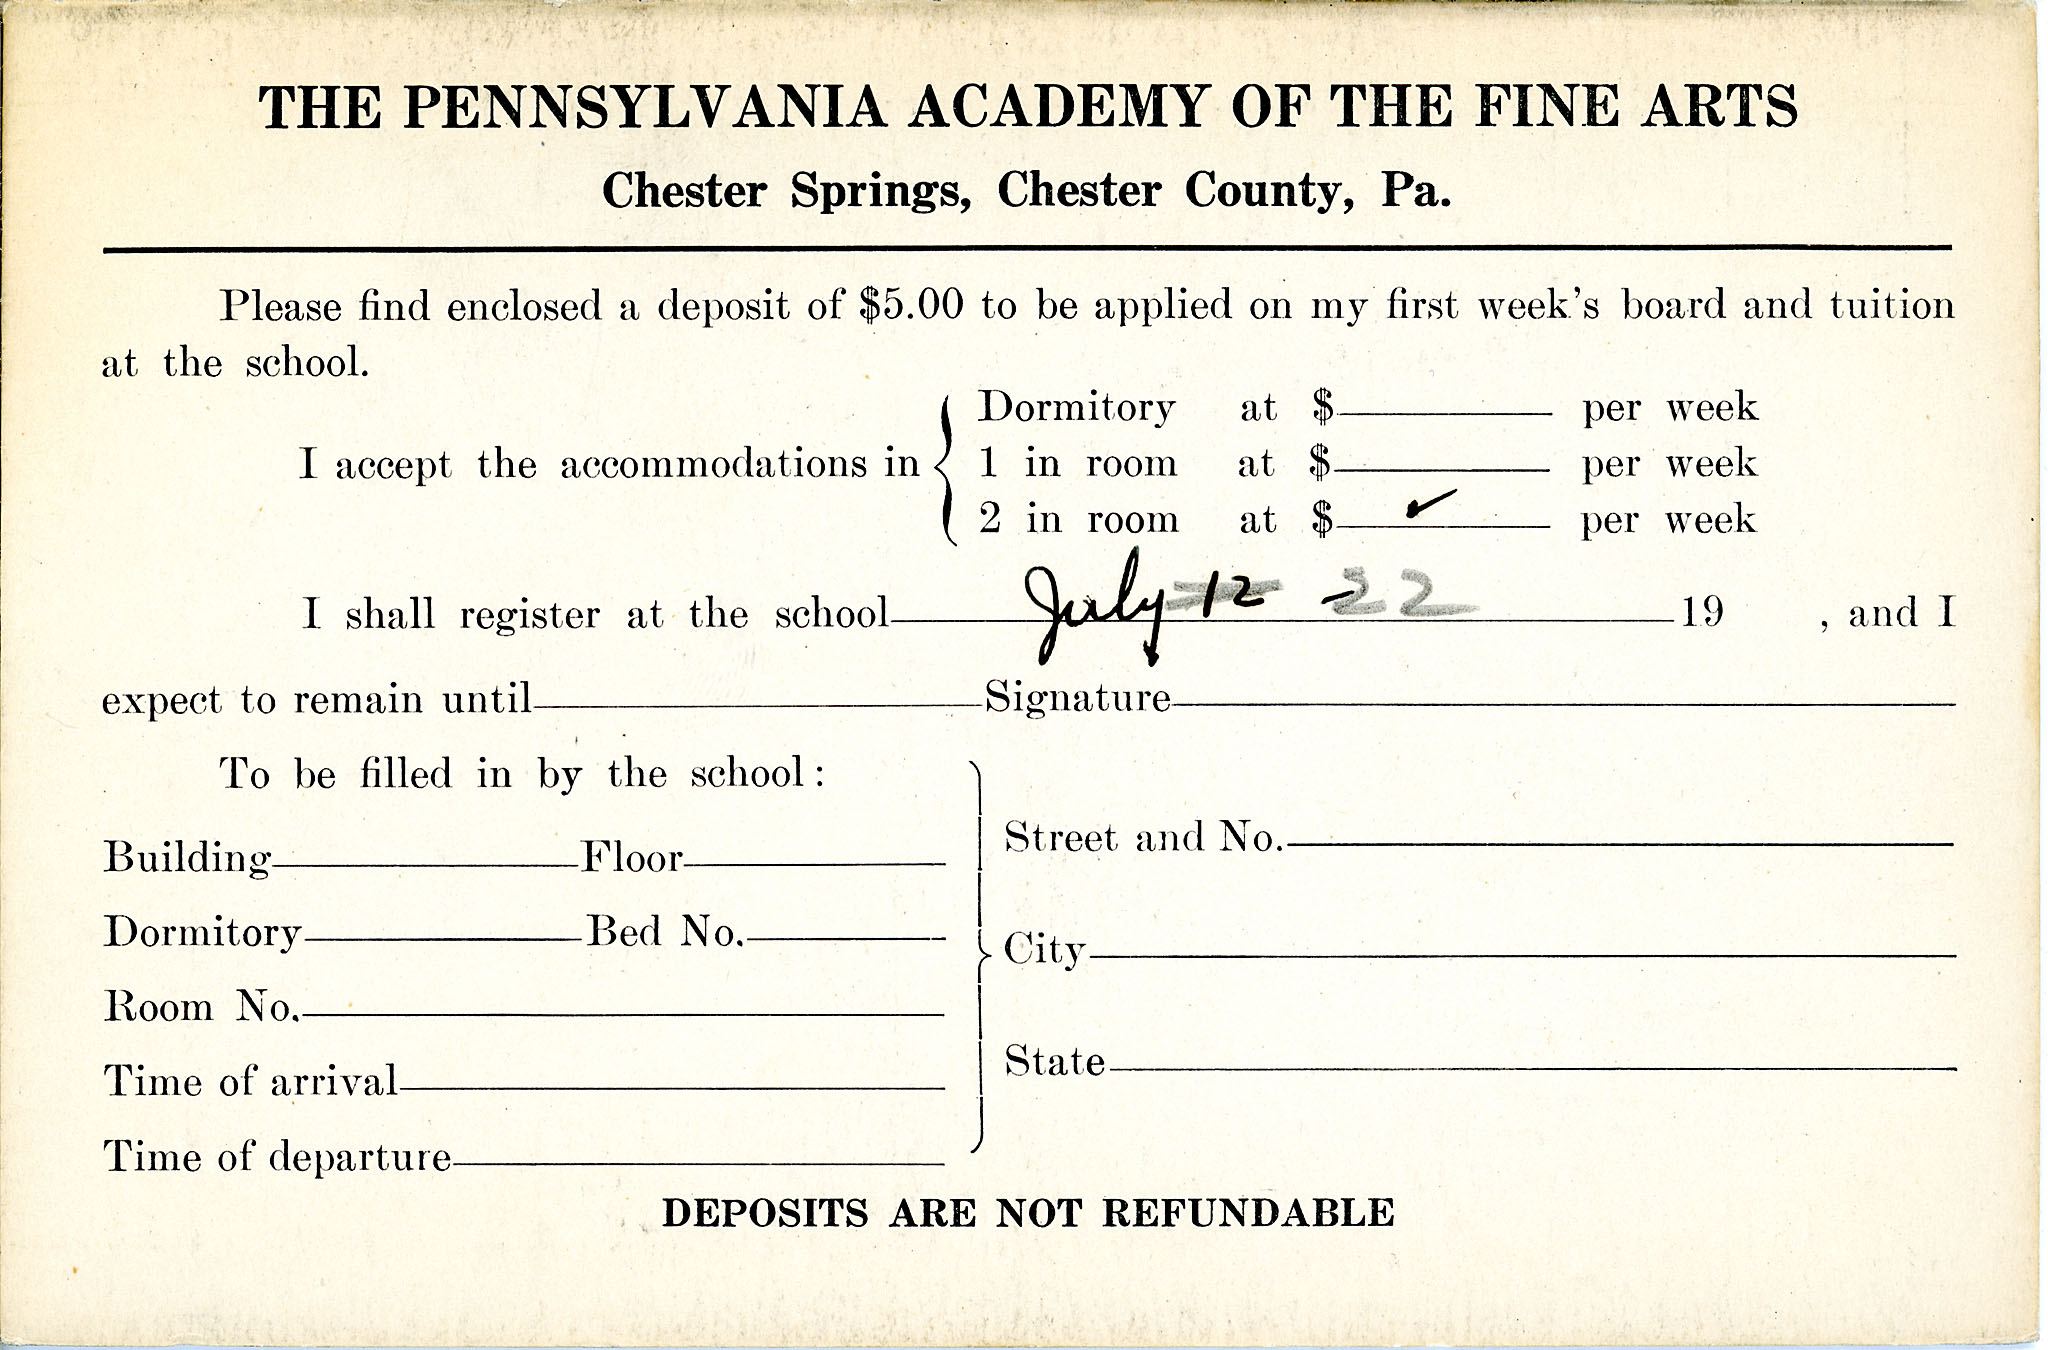 THE PENNSYLVANIA ACADEMY OF THE FINE ARTS
Chester Springs, Chester County, Pa.
Please find enclosed a deposit of $5.00 to be applied on my first week's board and tuition
at the school.
Dormitory at $ per week
I accept the accommodations in 1 in room at $ per week
2 in room at $ ✓ per week
I shall register at the school July 12 - 22 19 , and I
expect to remain until Signature
To be filled in by the school:
Street and No.
Building Floor
Dormitory Bed No.
City
Room No.
State
Time of arrival
Time of departure
DEPOSITS ARE NOT REFUNDABLE